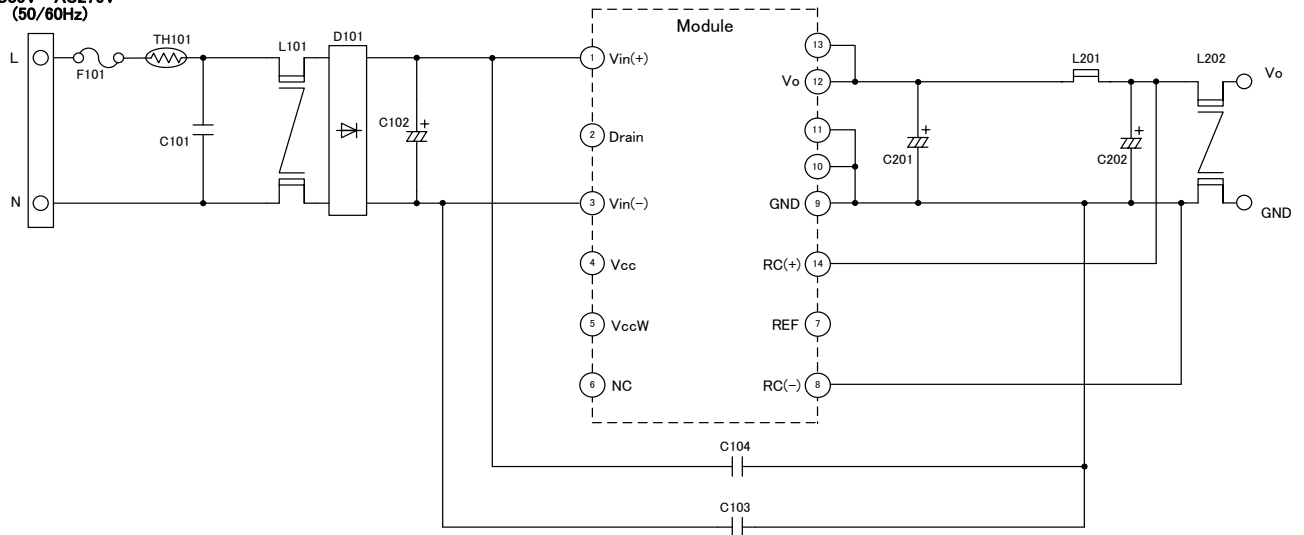 (50/60Hz)
L
F101
TH101
C101
L101
D101
C102
N
Module
1 Vin(+)
2 Drain
3 Vin(-)
4 Vcc
5 VccW
6 NC
13
Vo 12
11
10
GND 9
RC(+) 14
REF 7
RC(-) 8
C201
L201
C202
L202
Vo
GND
C104
C103